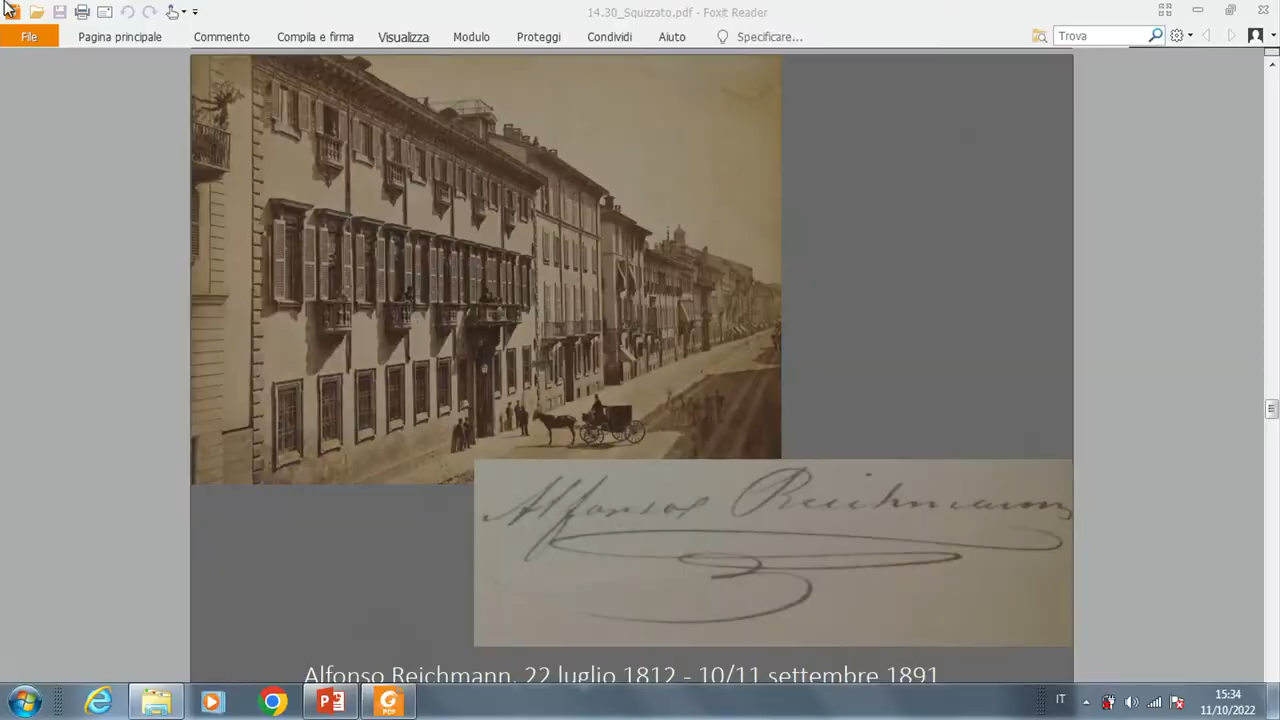 14.30_Squizzato.pdf - Foxit Reader
File Pagina principale Commento Compila e firma Visualizza Modulo Proteggi Condividi Aiuto Specificare... Trova
Alfonso Reichmann
Alfonso Reichmann, 22 luglio 1812 - 10/11 settembre 1891
IT 15:34
11/10/2022